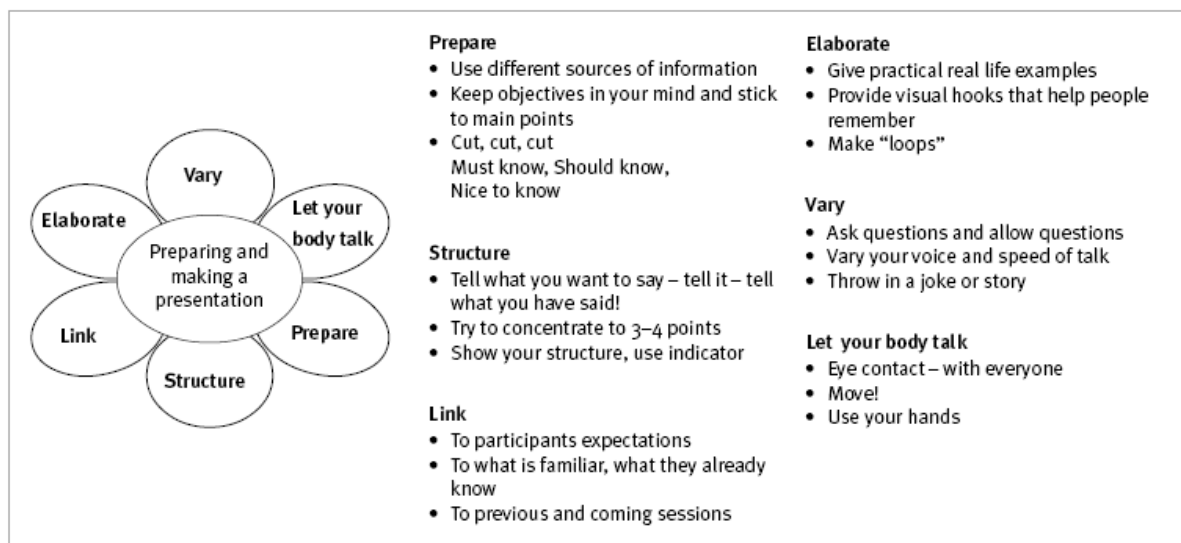 Vary
Elaborate
Let your
body talk
Preparing and
making a
presentation
Link
Prepare
Structure
Prepare
• Use different sources of information
• Keep objectives in your mind and stick
to main points
• Cut, cut, cut
Must know, Should know,
Nice to know
Structure
• Tell what you want to say – tell it – tell
what you have said!
• Try to concentrate to 3–4 points
• Show your structure, use indicator
Link
• To participants expectations
• To what is familiar, what they already
know
• To previous and coming sessions
Elaborate
• Give practical real life examples
• Provide visual hooks that help people
remember
• Make “loops”
Vary
• Ask questions and allow questions
• Vary your voice and speed of talk
• Throw in a joke or story
Let your body talk
• Eye contact – with everyone
• Move!
• Use your hands